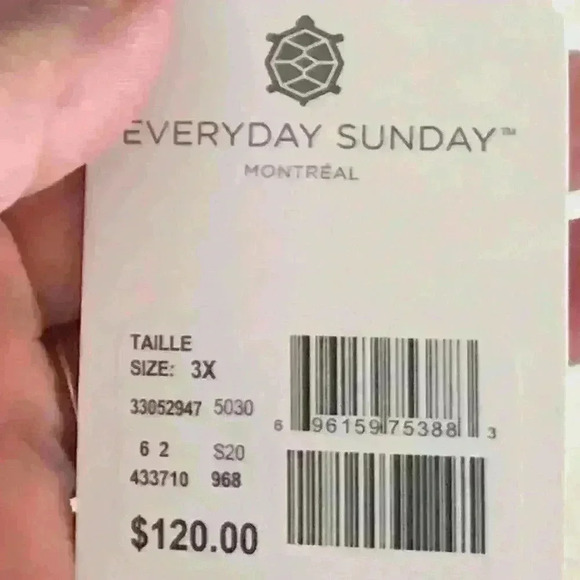 EVERYDAY SUNDAY™
MONTRÉAL
TAILLE
SIZE: 3X
33052947 5030
6 96159 75388 3
6 2 S20
433710 968
$120.00